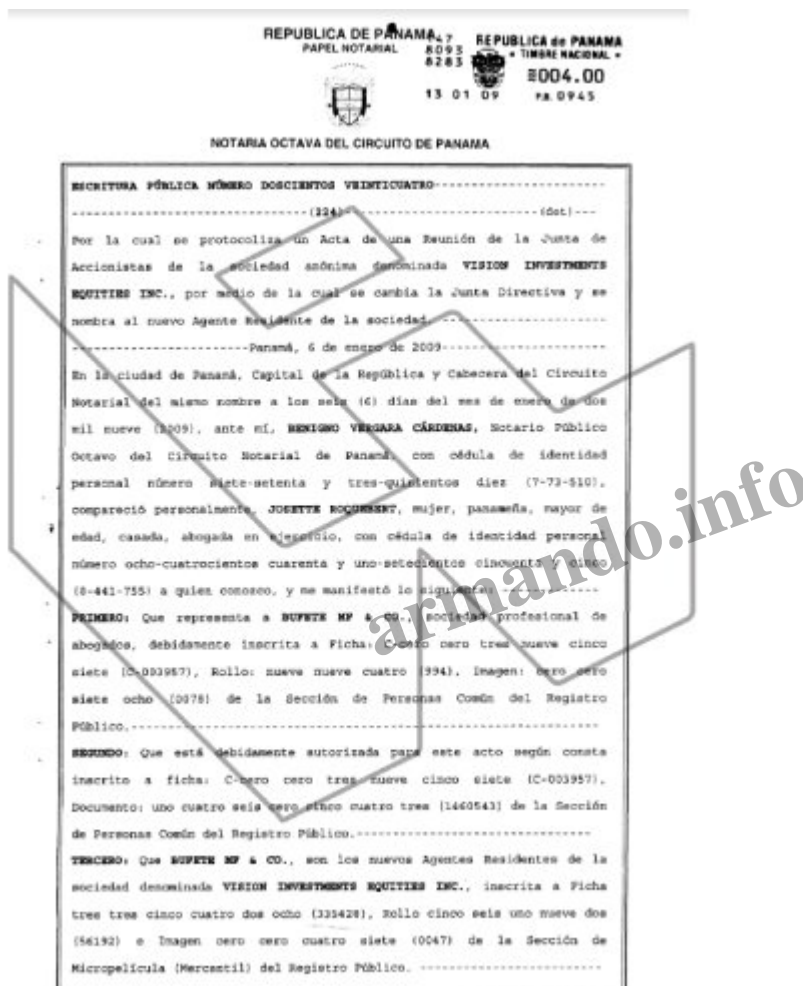 REPUBLICA DE PANAMA
PAPEL NOTARIAL
8093
8283
13 01 09
REPUBLICA de PANAMA
TIMBRE NACIONAL
≡004.00
P.B. 0945
NOTARIA OCTAVA DEL CIRCUITO DE PANAMA
ESCRITURA PÚBLICA NÚMERO DOSCIENTOS VEINTICUATRO------------------------
---------------------------------(224)---------------------------(dot)---
Por la cual se protocoliza un Acta de una Reunión de la Junta de
Accionistas de la sociedad anónima denominada VISION INVESTMENTS
EQUITIES INC., por medio de la cual se cambia la Junta Directiva y se
nombra al nuevo Agente Residente de la sociedad.------------------------
-------------------------Panamá, 6 de enero de 2009-----------------------
En la ciudad de Panamá, Capital de la República y Cabecera del Circuito
Notarial del mismo nombre a los seis (6) días del mes de enero de dos
mil nueve (2009), ante mí, BENIGNO VERGARA CÁRDENAS, Notario Público
Octavo del Circuito Notarial de Panamá, con cédula de identidad
personal número siete-setenta y tres-quinientos diez (7-73-510),
compareció personalmente, JOSETTE ROQUEBERT, mujer, panameña, mayor de
edad, casada, abogada en ejercicio, con cédula de identidad personal
número ocho-cuatrocientos cuarenta y uno-setecientos cincuenta y cinco
(8-441-755) a quien conozco, y me manifestó lo siguiente: ------------
PRIMERO: Que representa a BUFETE MF & CO., sociedad profesional de
abogados, debidamente inscrita a Ficha: C-cero cero tres nueve cinco
siete (C-003957), Rollo: nueve nueve cuatro (994), Imagen: cero cero
siete ocho (0078) de la Sección de Personas Común del Registro
Público.----------------------------------------------------------------
SEGUNDO: Que está debidamente autorizada para este acto según consta
inscrito a ficha: C-cero cero tres nueve cinco siete (C-003957),
Documento: uno cuatro seis cero cinco cuatro tres (1460543) de la Sección
de Personas Común del Registro Público.--------------------------------
TERCERO: Que BUFETE MF & CO., son los nuevos Agentes Residentes de la
sociedad denominada VISION INVESTMENTS EQUITIES INC., inscrita a Ficha
tres tres cinco cuatro dos ocho (335428), Rollo cinco seis uno nueve dos
(56192) e Imagen cero cero cuatro siete (0047) de la Sección de
Micropelícula (Mercantil) del Registro Público. -------------------------
armando.info